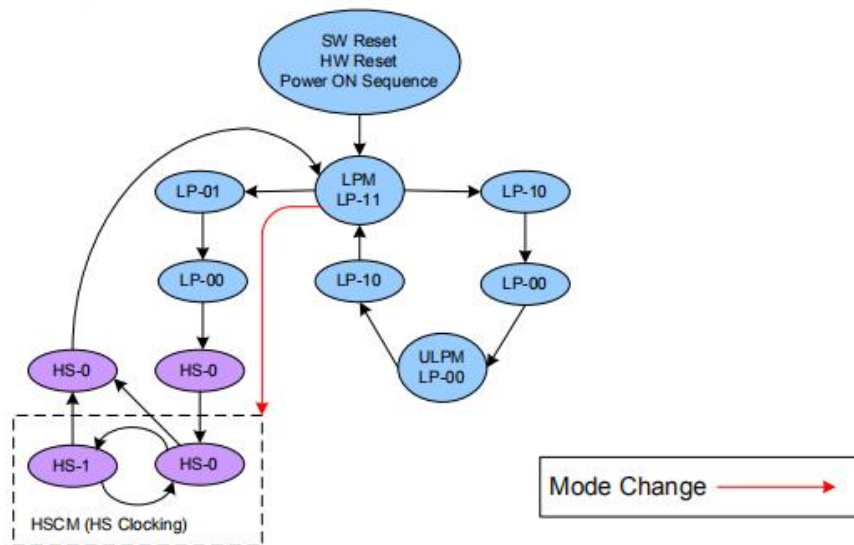 SW Reset
HW Reset
Power ON Sequence
LP-01
LPM
LP-11
LP-10
LP-00
LP-10
LP-00
HS-0
HS-0
ULPM
LP-00
HS-1
HS-0
HSCM (HS Clocking)
Mode Change